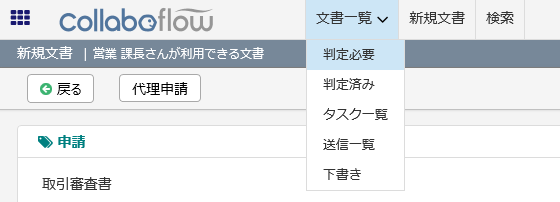 collaboflow
文書一覧 新規文書 検索
新規文書 | 営業 課長さんが利用できる文書
判定必要
戻る 代理申請
判定済み
タスク一覧
送信一覧
下書き
申請
取引審査書